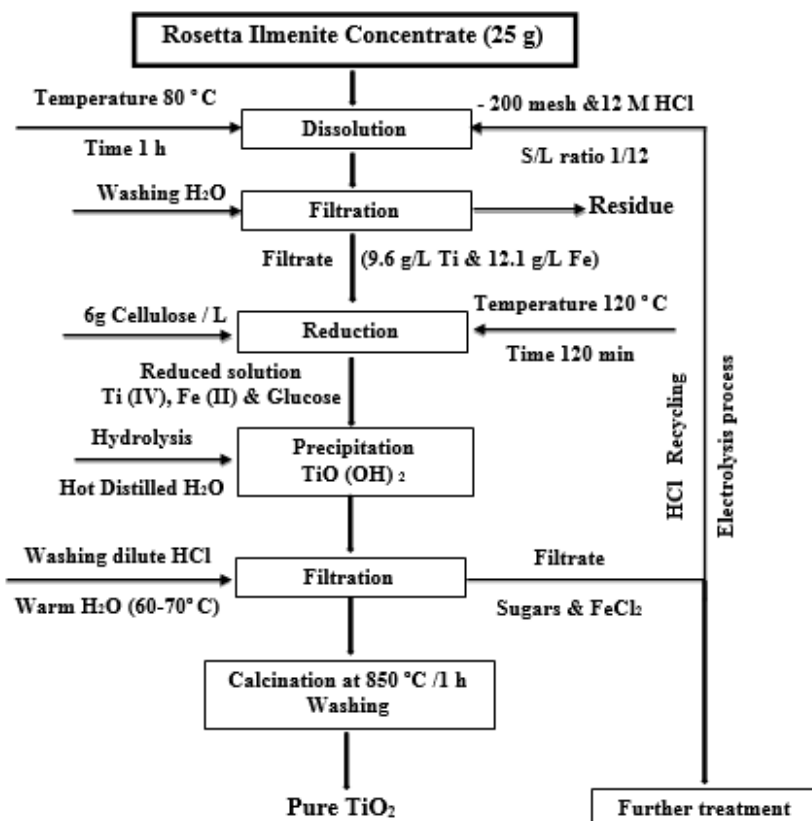 Rosetta Ilmenite Concentrate (25 g)
Temperature 80 °C
- 200 mesh &12 M HCl
Dissolution
Time 1 h
S/L ratio 1/12
Washing H₂O
Filtration
Residue
Filtrate
(9.6 g/L Ti & 12.1 g/L Fe)
Temperature 120 °C
6g Cellulose / L
Reduction
Time 120 min
Reduced solution
Ti (IV), Fe (II) & Glucose
Hydrolysis
Precipitation
TiO (OH) ₂
Hot Distilled H₂O
HCl Recycling
Electrolysis process
Washing dilute HCl
Filtration
Filtrate
Warm H₂O (60-70°C)
Sugars & FeCl₂
Calcination at 850 °C /1 h
Washing
Pure TiO₂
Further treatment